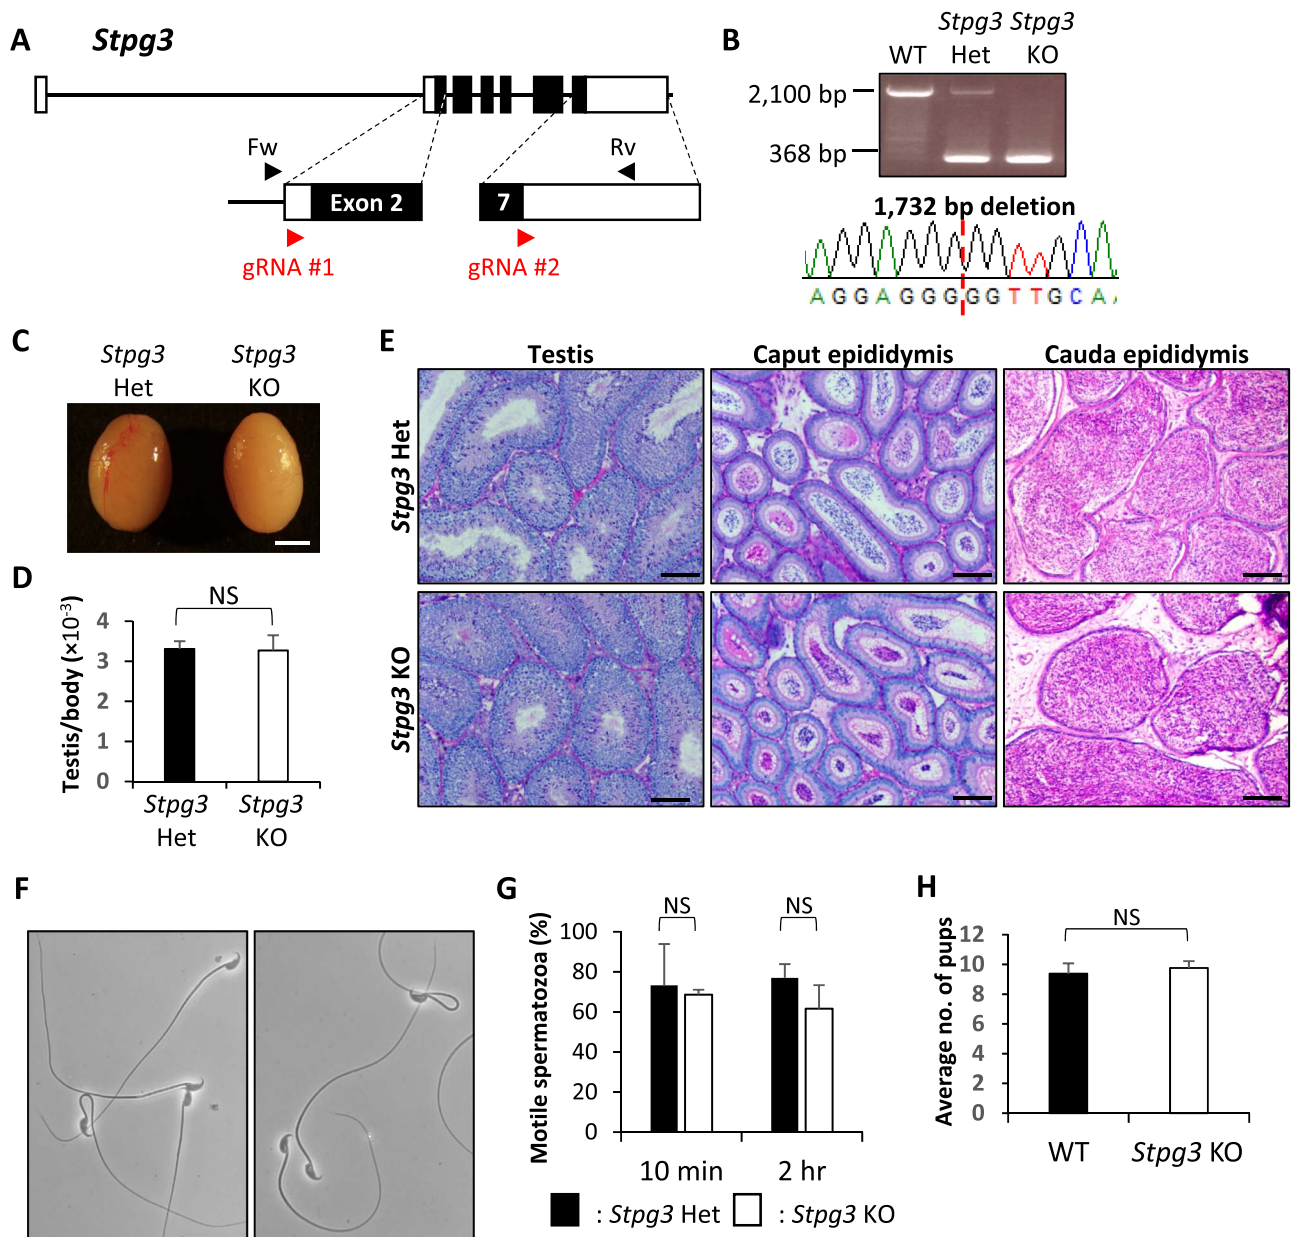 A
Stpg3
Fw
Rv
Exon 2
7
gRNA #1
gRNA #2
B
Stpg3 Stpg3
WT Het KO
2,100 bp
368 bp
1,732 bp deletion
AGGAGGGGGTTGCAA
C
Stpg3 Stpg3
Het KO
D
NS
Testis/body (×10-3)
4
3
2
1
0
Stpg3 Stpg3
Het KO
E
Testis Caput epididymis Cauda epididymis
Stpg3 Het
Stpg3 KO
F
G
NS NS
Motile spermatozoa (%)
100
80
60
40
20
0
10 min 2 hr
: Stpg3 Het : Stpg3 KO
H
NS
Average no. of pups
12
10
8
6
4
2
0
WT Stpg3 KO